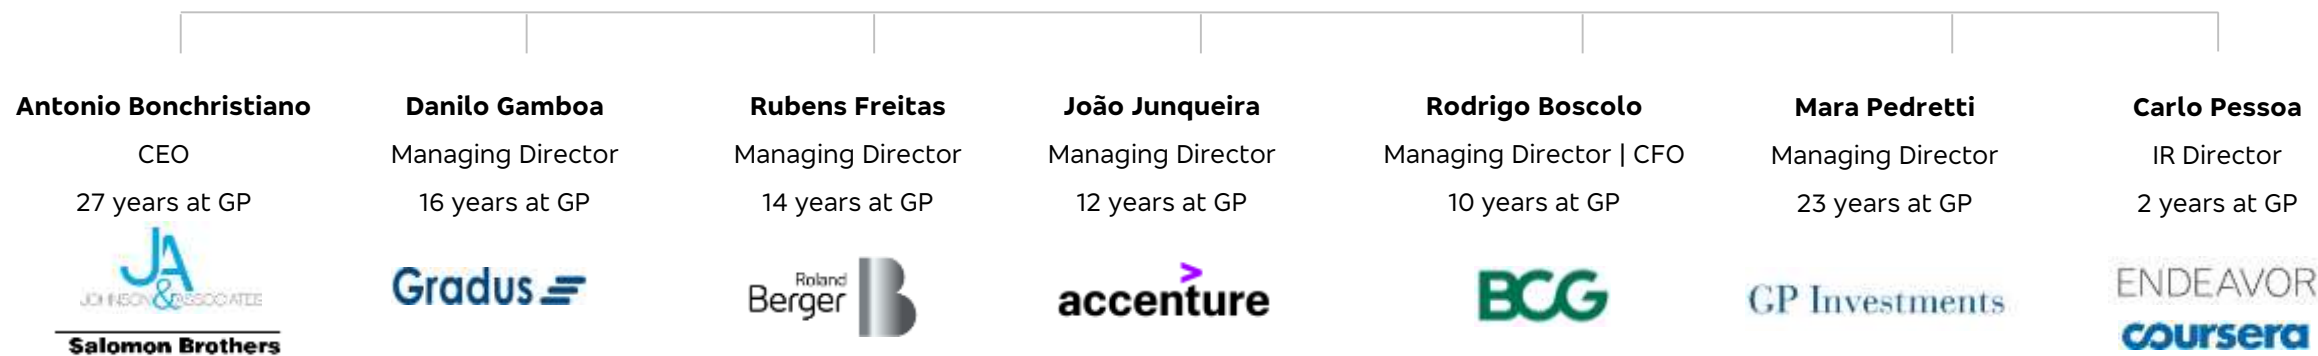 Antonio Bonchristiano
CEO
27 years at GP
JA
JOHNSON & ASSOCIATES
Salomon Brothers
Danilo Gamboa
Managing Director
16 years at GP
Gradus
Rubens Freitas
Managing Director
14 years at GP
Roland
Berger B
João Junqueira
Managing Director
12 years at GP
>
accenture
Rodrigo Boscolo
Managing Director | CFO
10 years at GP
BCG
Mara Pedretti
Managing Director
23 years at GP
GP Investments
Carlo Pessoa
IR Director
2 years at GP
ENDEAVOR
coursera